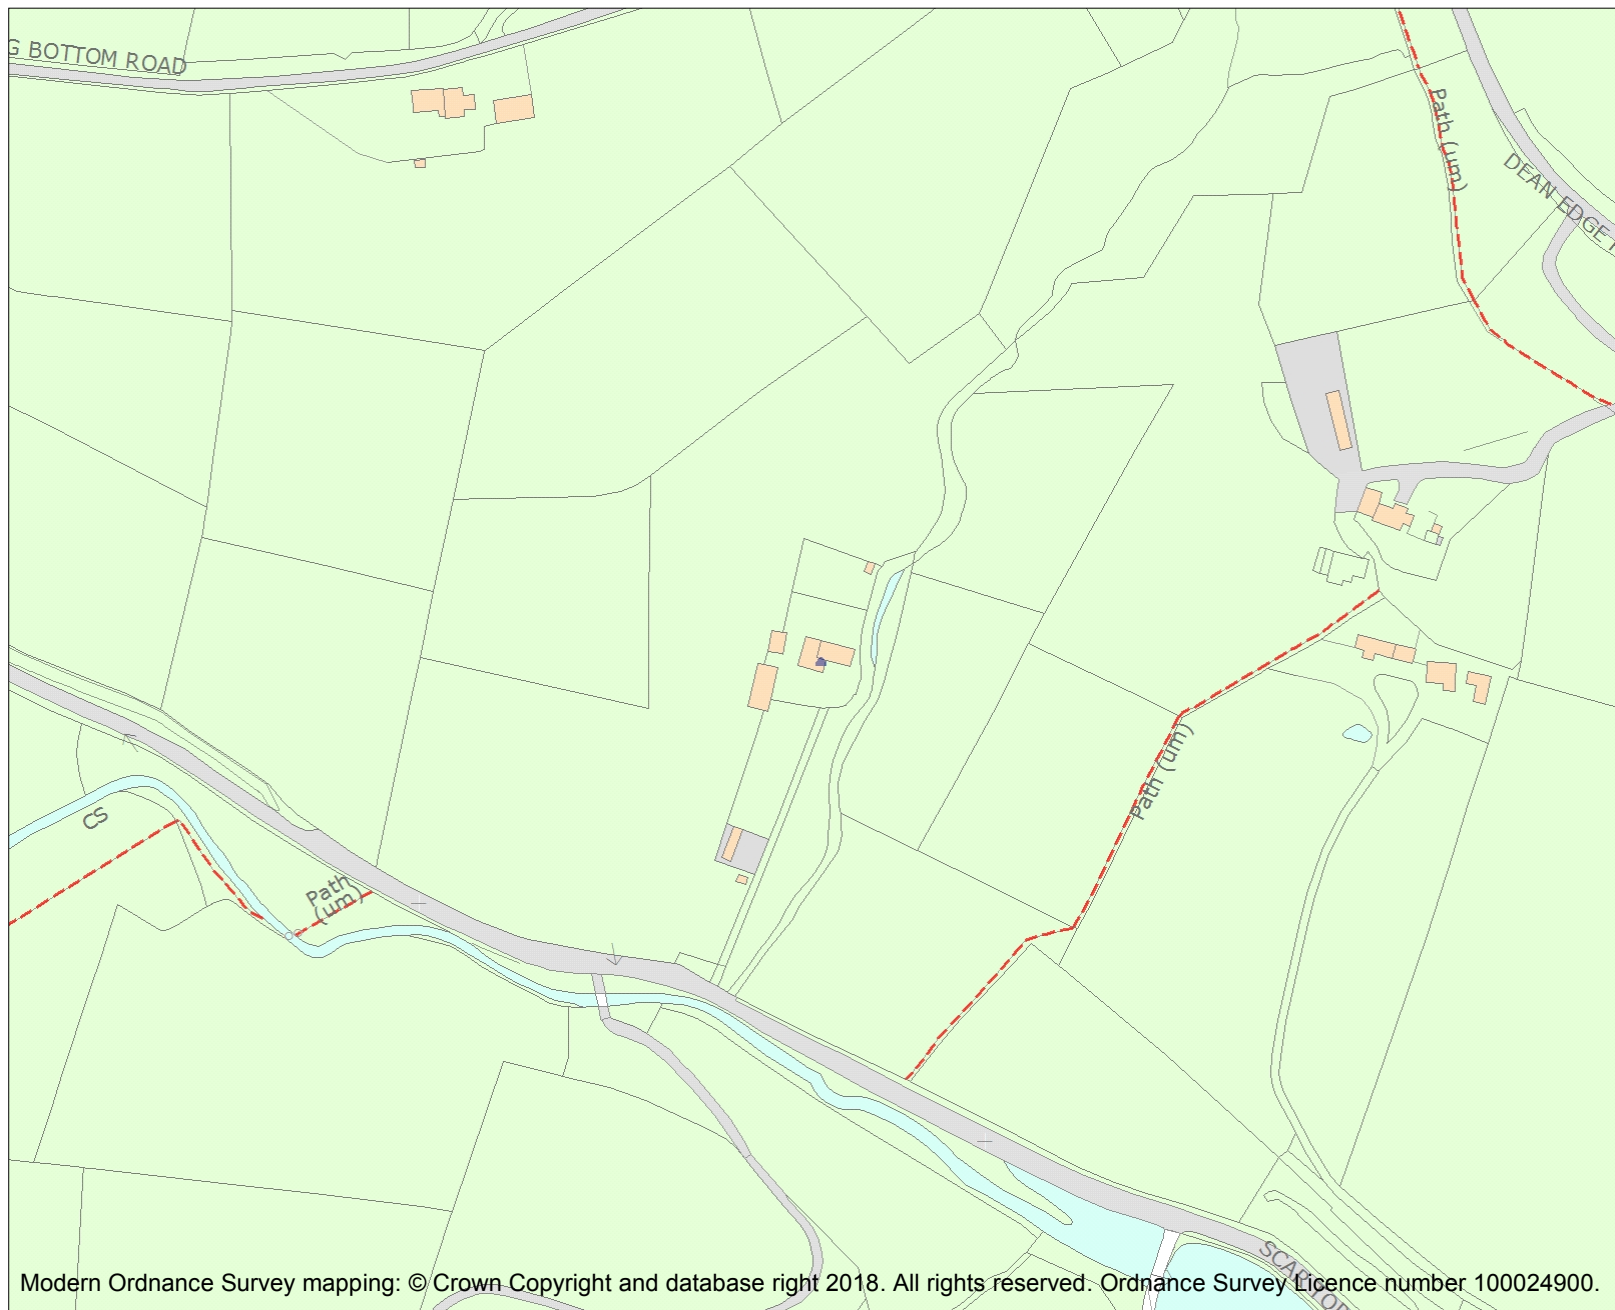 G BOTTOM ROAD
Path (um)
DEAN EDGE
Path (um)
CS
Path
(um)
Modern Ordnance Survey mapping: © Crown Copyright and database right 2018. All rights reserved. Ordnance Survey Licence number 100024900.